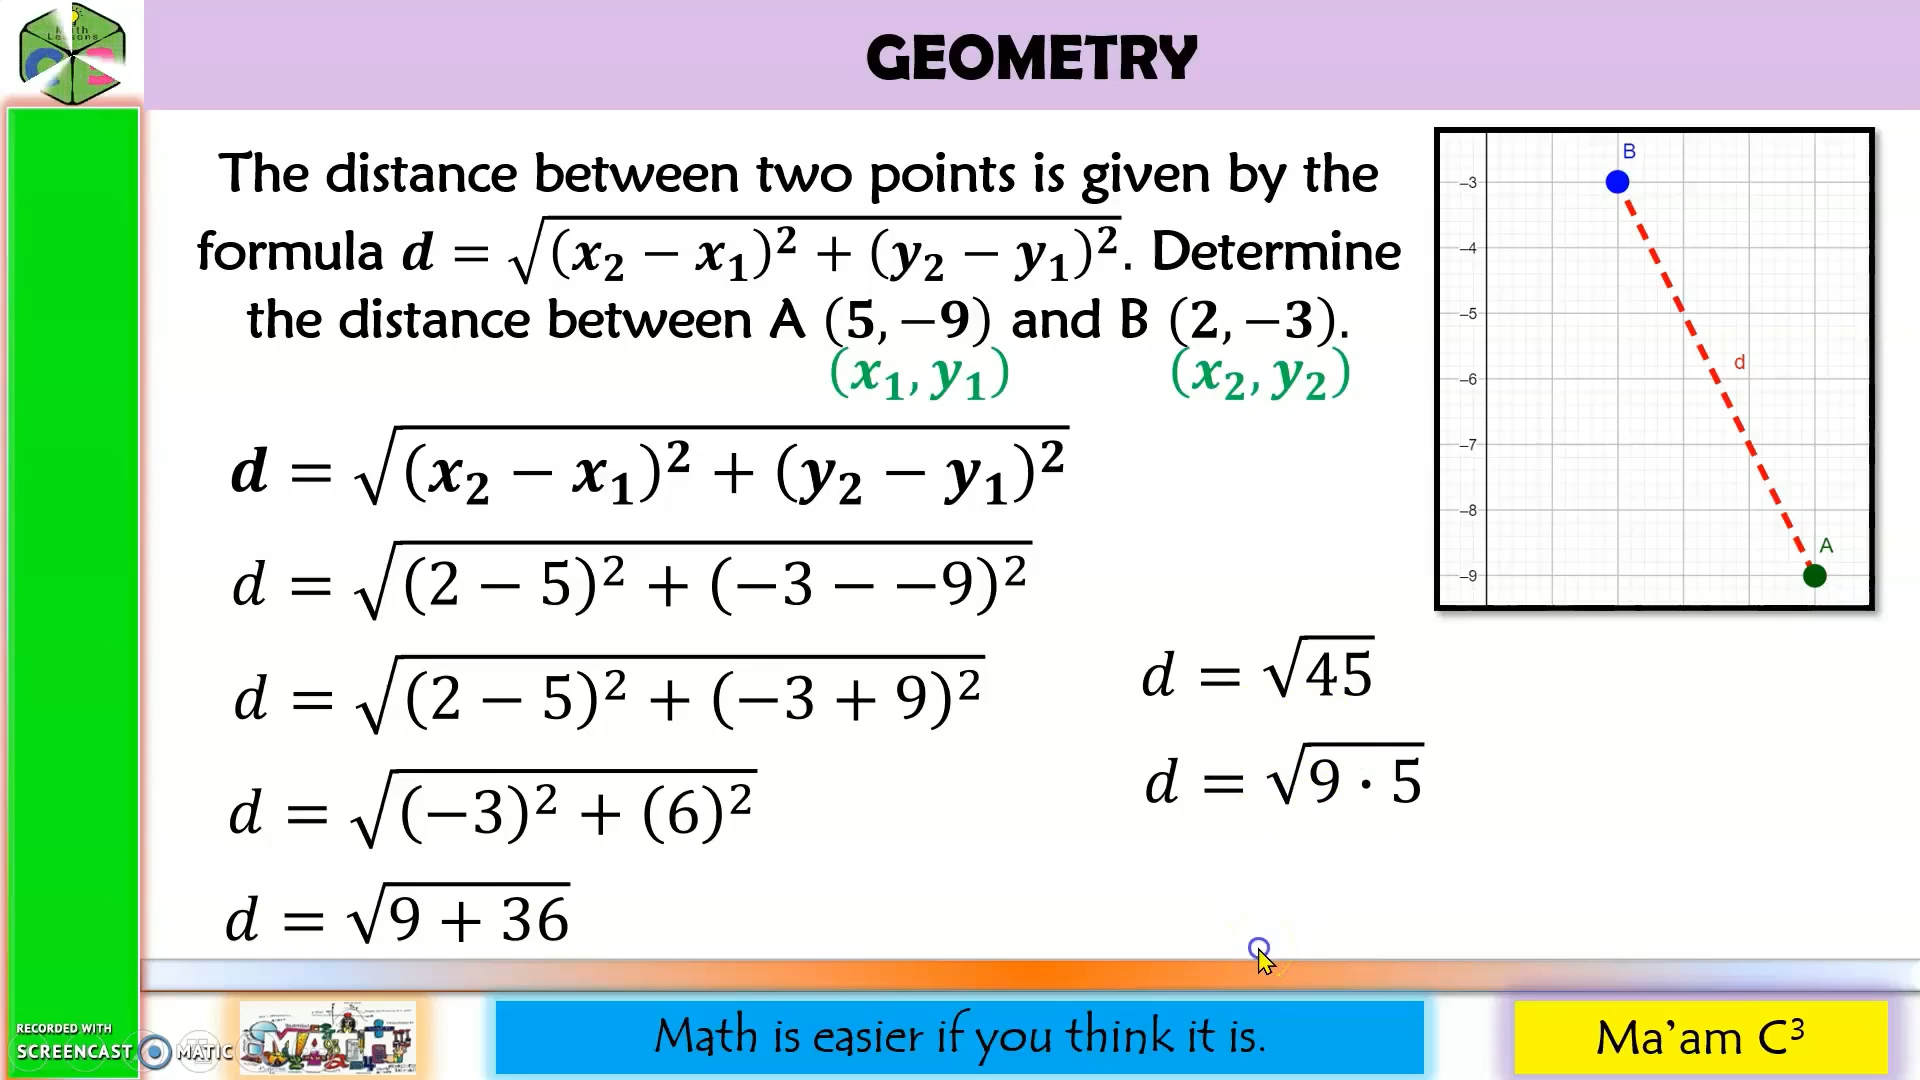 Math
Lessons
GEOMETRY
The distance between two points is given by the
formula d = √(x₂ − x₁)² + (y₂ − y₁)². Determine
the distance between A (5, −9) and B (2, −3).
(x₁, y₁) (x₂, y₂)
d = √(x₂ − x₁)² + (y₂ − y₁)²
d = √(2 − 5)² + (−3 − −9)²
d = √(2 − 5)² + (−3 + 9)²
d = √(−3)² + (6)²
d = √9 + 36
d = √45
d = √9 · 5
B
−3
−4
−5
d
−6
−7
−8
A
−9
RECORDED WITH
SCREENCAST MATIC
MATH
Math is easier if you think it is.
Ma'am C³